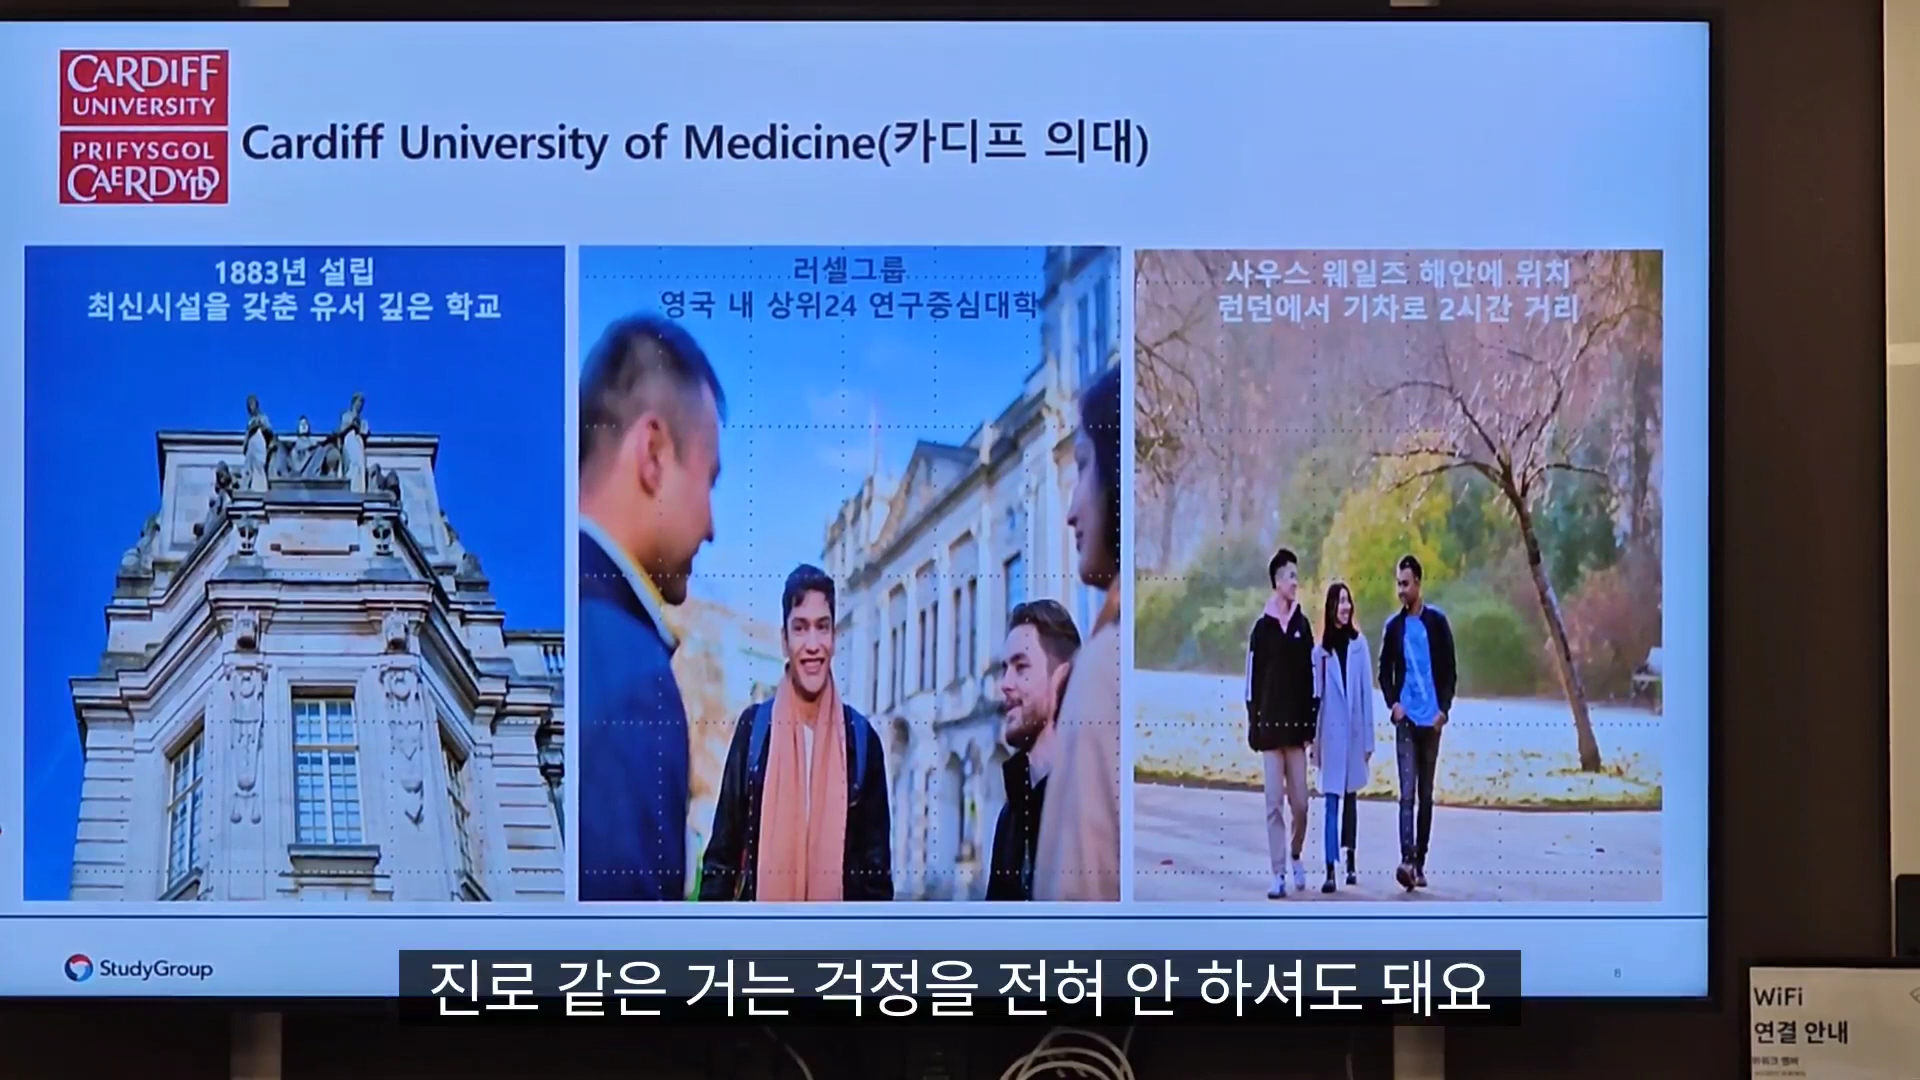 CARDIFF
UNIVERSITY
PRIFYSGOL
CAERDYDD
Cardiff University of Medicine(카디프 의대)
1883년 설립
최신시설을 갖춘 유서 깊은 학교
러셀그룹
영국 내 상위24 연구중심대학
사우스 웨일즈 해안에 위치
런던에서 기차로 2시간 거리
StudyGroup
8
진로 같은 거는 걱정을 전혀 안 하셔도 돼요
WiFi
연결 안내